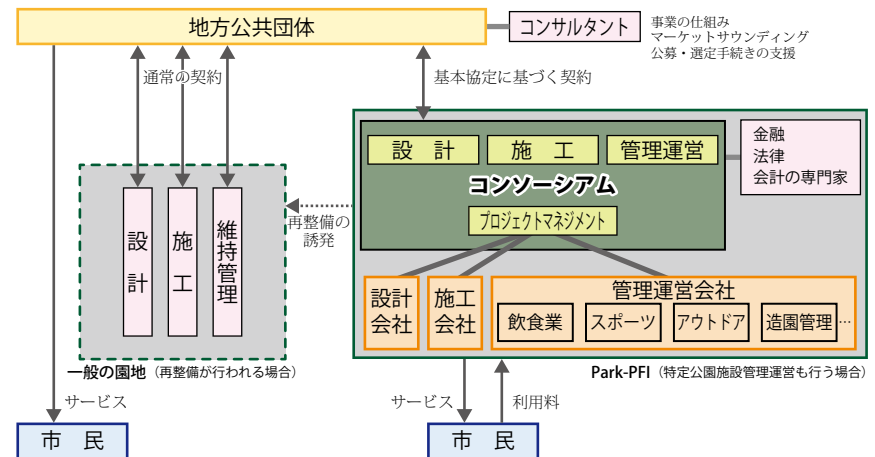 地方公共団体
コンサルタント
事業の仕組み
マーケットサウンディング
公募・選定手続きの支援
通常の契約
基本協定に基づく契約
設 計
施 工
管理運営
コンソーシアム
プロジェクトマネジメント
金融
法律
会計の専門家
設計
施工
維持管理
再整備の
誘発
設計
会社
施工
会社
管理運営会社
飲食業
スポーツ
アウトドア
造園管理…
一般の園地（再整備が行われる場合）
Park-PFI（特定公園施設管理運営も行う場合）
サービス
サービス
利用料
市 民
市 民